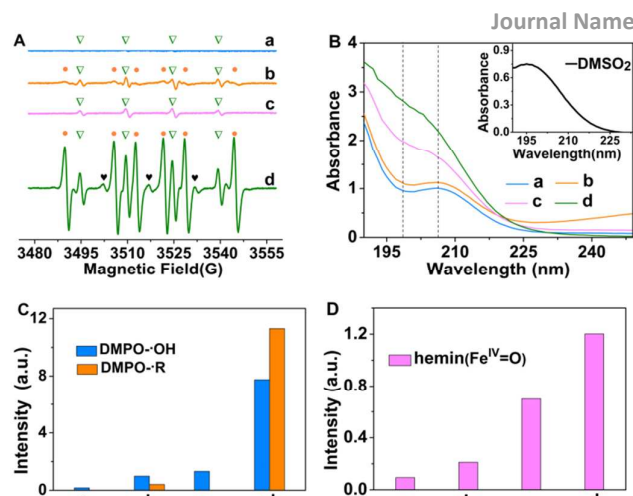 Journal Name
A
a
b
c
d
3480 3495 3510 3525 3540 3555
Magnetic Field(G)
B
Absorbance
4
3
2
1
0
195 210 225 240
Wavelength (nm)
a b
c d
Absorbance
0.9
0.6
0.3
0.0
195 210 225
Wavelength(nm)
DMSO2
C
Intensity (a.u.)
12
8
4
0
DMPO-·OH
DMPO-·R
D
Intensity (a.u.)
1.2
0.8
0.4
0.0
hemin(FeIV=O)